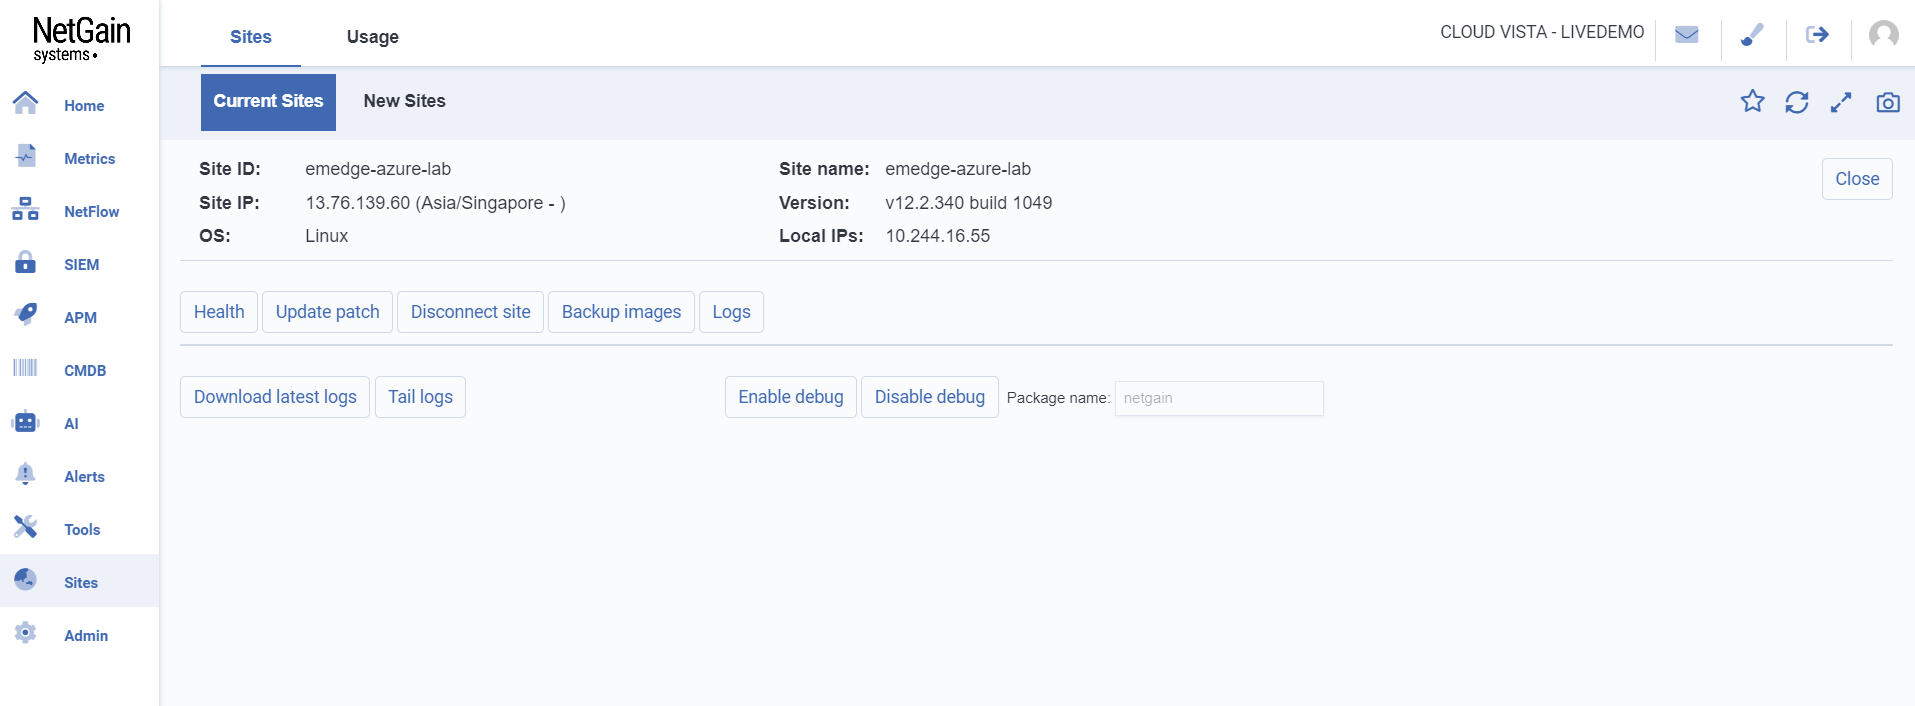 NetGain
systems
Sites
Usage
CLOUD VISTA - LIVEDEMO
Home
Metrics
NetFlow
SIEM
APM
CMDB
AI
Alerts
Tools
Sites
Admin
Current Sites
New Sites
Site ID: emedge-azure-lab
Site name: emedge-azure-lab
Close
Site IP: 13.76.139.60 (Asia/Singapore - )
Version: v12.2.340 build 1049
OS: Linux
Local IPs: 10.244.16.55
Health
Update patch
Disconnect site
Backup images
Logs
Download latest logs
Tail logs
Enable debug
Disable debug
Package name: netgain